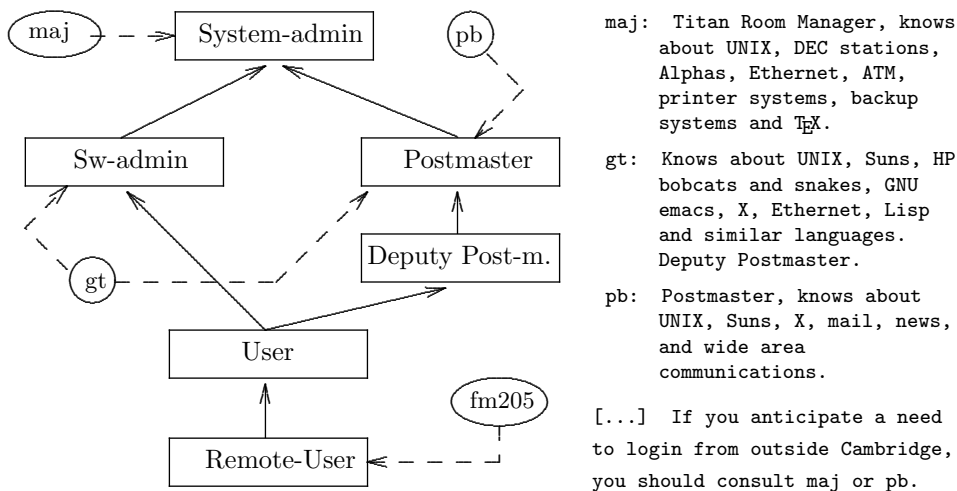 maj
System-admin
pb
Sw-admin
Postmaster
gt
Deputy Post-m.
User
fm205
Remote-User
maj: Titan Room Manager, knows
about UNIX, DEC stations,
Alphas, Ethernet, ATM,
printer systems, backup
systems and TEX.
gt: Knows about UNIX, Suns, HP
bobcats and snakes, GNU
emacs, X, Ethernet, Lisp
and similar languages.
Deputy Postmaster.
pb: Postmaster, knows about
UNIX, Suns, X, mail, news,
and wide area
communications.
[...] If you anticipate a need
to login from outside Cambridge,
you should consult maj or pb.